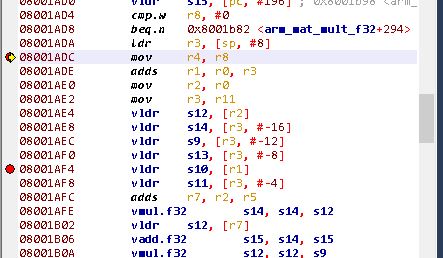 08001AD0 vldr s15, [pc, #196] ; 0x8001b98 <arm_
08001AD4 cmp.w r8, #0
08001AD8 beq.n 0x8001b82 <arm_mat_mult_f32+294>
08001ADA ldr r3, [sp, #8]
08001ADC mov r4, r8
08001ADE adds r1, r0, r3
08001AE0 mov r2, r0
08001AE2 mov r3, r11
08001AE4 vldr s12, [r2]
08001AE8 vldr s14, [r3, #-16]
08001AEC vldr s9, [r3, #-12]
08001AF0 vldr s13, [r3, #-8]
08001AF4 vldr s10, [r1]
08001AF8 vldr s11, [r3, #-4]
08001AFC adds r7, r2, r5
08001AFE vmul.f32 s14, s14, s12
08001B02 vldr s12, [r7]
08001B06 vadd.f32 s15, s14, s15
08001B0A vmul.f32 s12, s12, s9